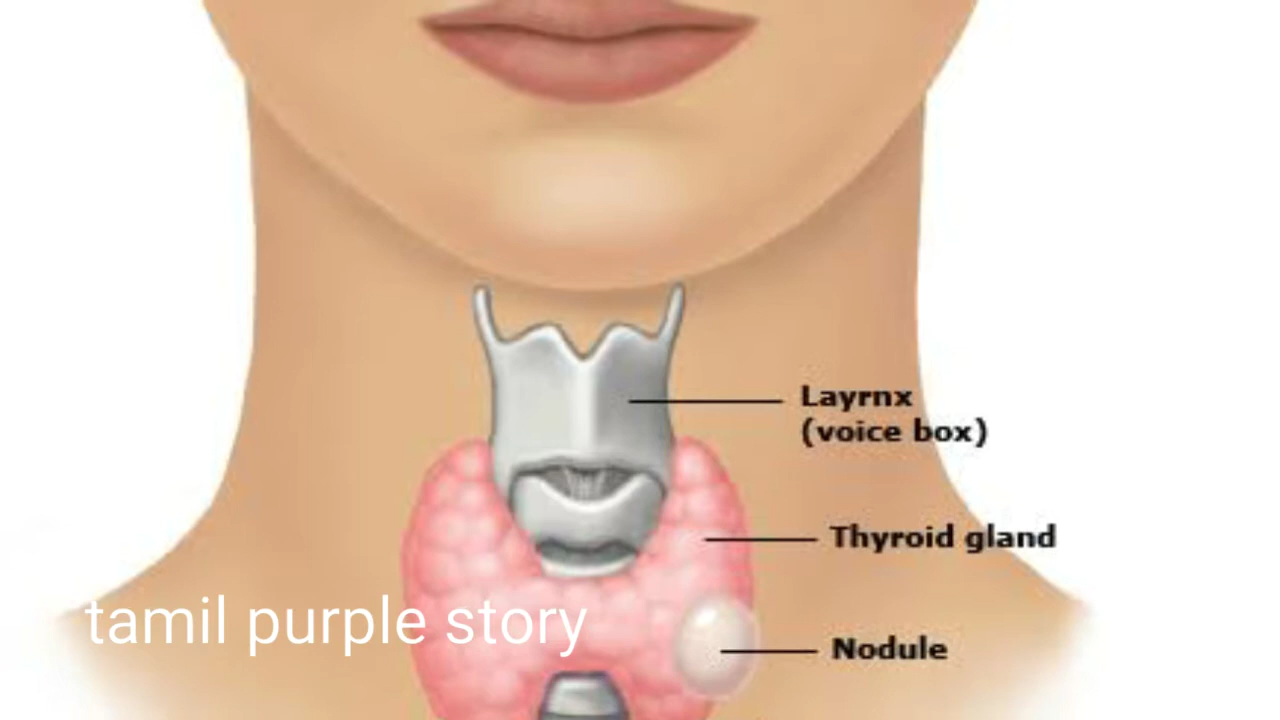 Layrnx
(voice box)
Thyroid gland
tamil purple story
Nodule